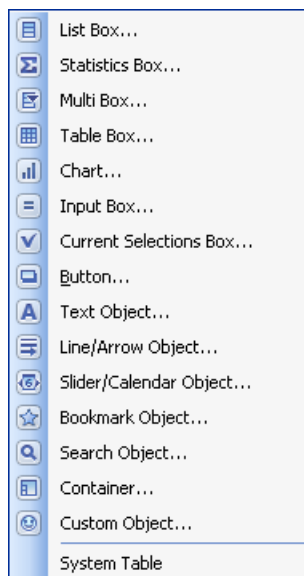 List Box...
Statistics Box...
Multi Box...
Table Box...
Chart...
Input Box...
Current Selections Box...
Button...
Text Object...
Line/Arrow Object...
Slider/Calendar Object...
Bookmark Object...
Search Object...
Container...
Custom Object...
System Table